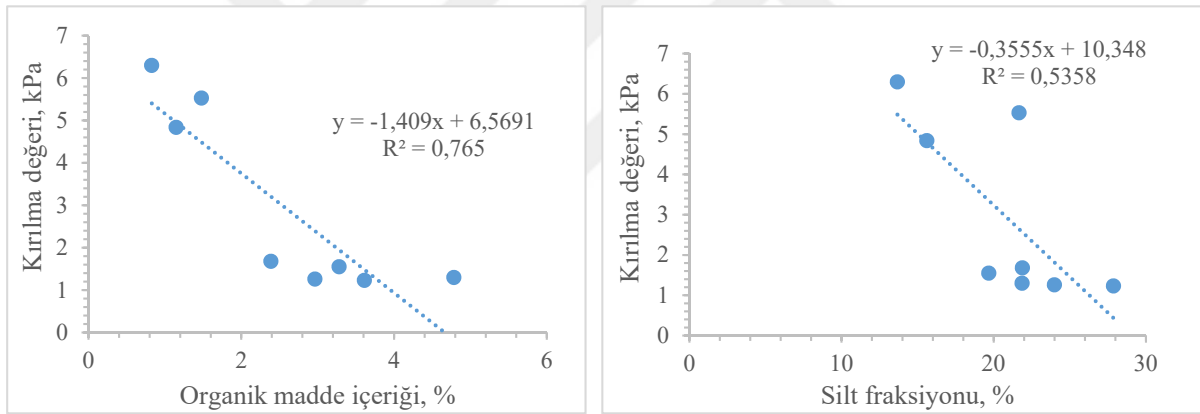 Kırılma değeri, kPa
7
6
5
4
3
2
1
0
y = -1,409x + 6,5691
R² = 0,765
0 2 4 6
Organik madde içeriği, %
Kırılma değeri, kPa
7
6
5
4
3
2
1
0
y = -0,3555x + 10,348
R² = 0,5358
0 10 20 30
Silt fraksiyonu, %